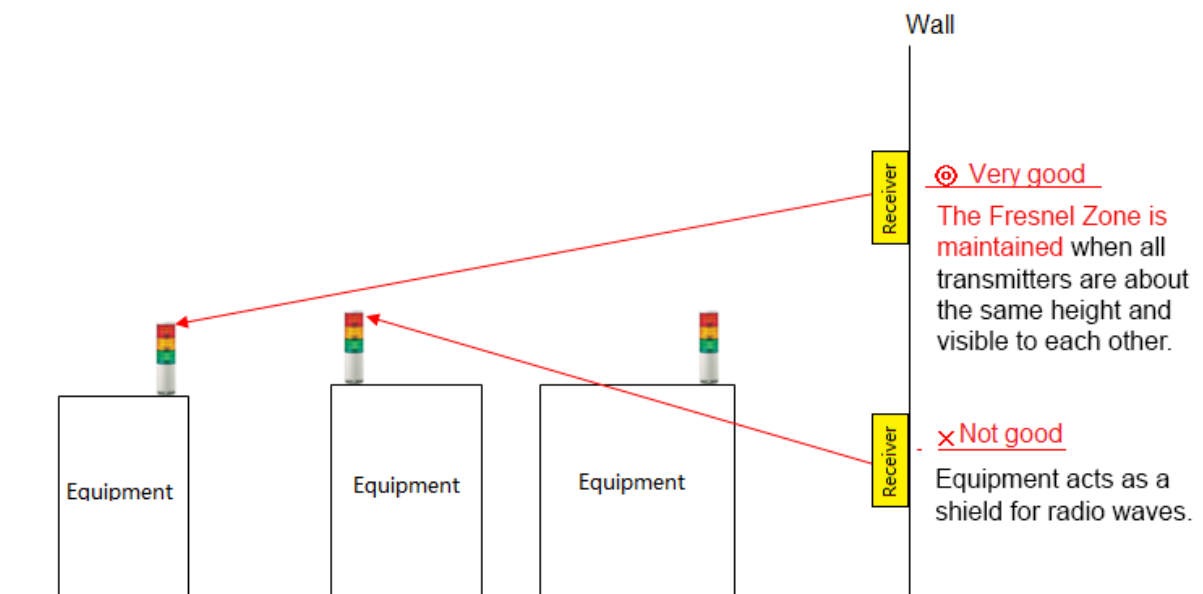 Wall
Receiver
◎ Very good
The Fresnel Zone is
maintained when all
transmitters are about
the same height and
visible to each other.
Receiver
×Not good
Equipment acts as a
shield for radio waves.
Equipment
Equipment
Equipment